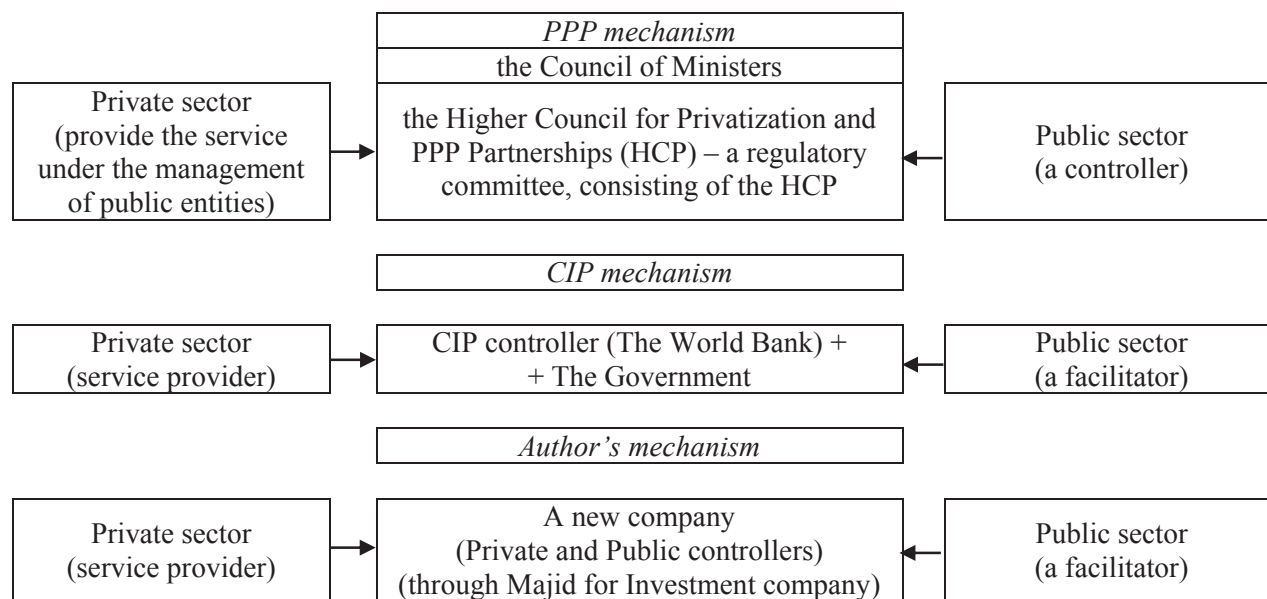 PPP mechanism
the Council of Ministers
Private sector
(provide the service
under the management
of public entities)
the Higher Council for Privatization and
PPP Partnerships (HCP) – a regulatory
committee, consisting of the HCP
Public sector
(a controller)
CIP mechanism
Private sector
(service provider)
CIP controller (The World Bank) +
+ The Government
Public sector
(a facilitator)
Author’s mechanism
Private sector
(service provider)
A new company
(Private and Public controllers)
(through Majid for Investment company)
Public sector
(a facilitator)